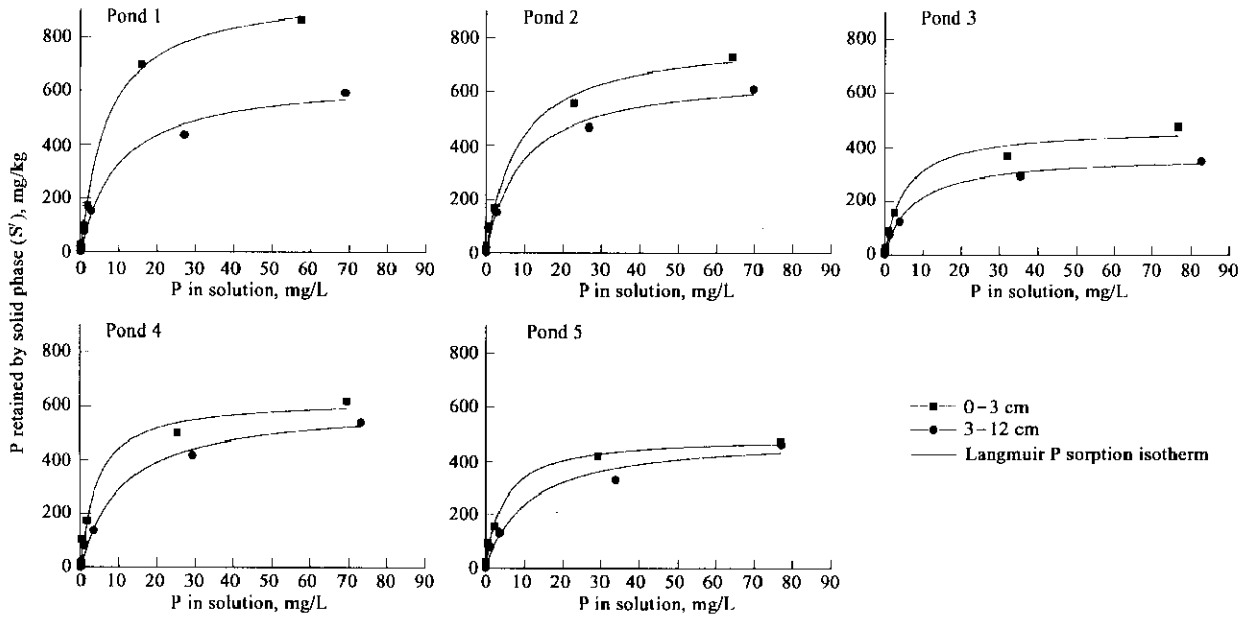 P retained by solid phase (S′), mg/kg
Pond 1
800
600
400
200
0
0 10 20 30 40 50 60 70 80 90
P in solution, mg/L
Pond 2
800
600
400
200
0
0 10 20 30 40 50 60 70 80 90
P in solution, mg/L
Pond 3
800
600
400
200
0
0 10 20 30 40 50 60 70 80 90
P in solution, mg/L
Pond 4
800
600
400
200
0
0 10 20 30 40 50 60 70 80 90
P in solution, mg/L
Pond 5
800
600
400
200
0
0 10 20 30 40 50 60 70 80 90
P in solution, mg/L
0–3 cm
3–12 cm
Langmuir P sorption isotherm